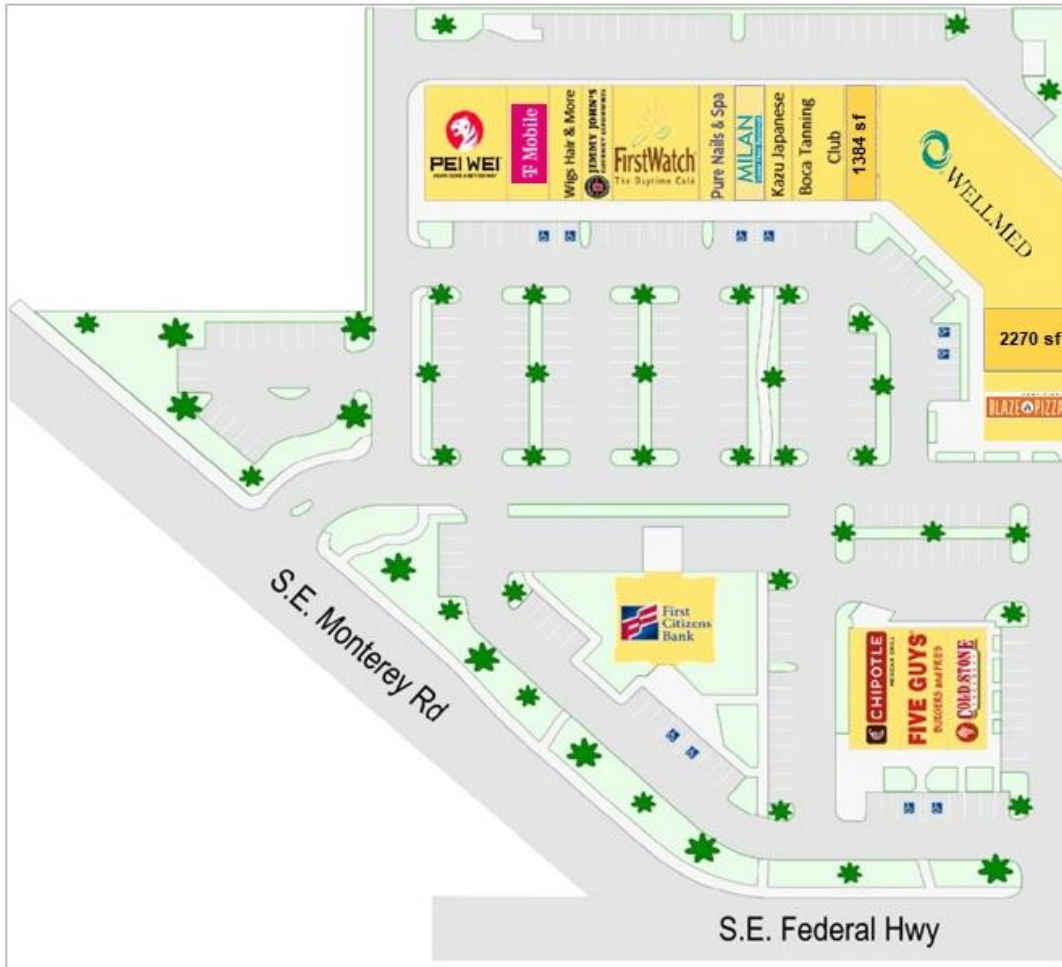 PEI WEI
T Mobile
Wigs Hair & More
JIMMY JOHN'S
FirstWatch
The Daytime Café
Pure Nails & Spa
MILAN
Kazu Japanese
Boca Tanning
Club
1384 sf
WELLMED
2270 sf
BLAZE PIZZA
S.E. Monterey Rd
First
Citizens
Bank
CHIPOTLE
MEXICAN GRILL
FIVE GUYS
BURGERS and FRIES
COLD STONE
S.E. Federal Hwy